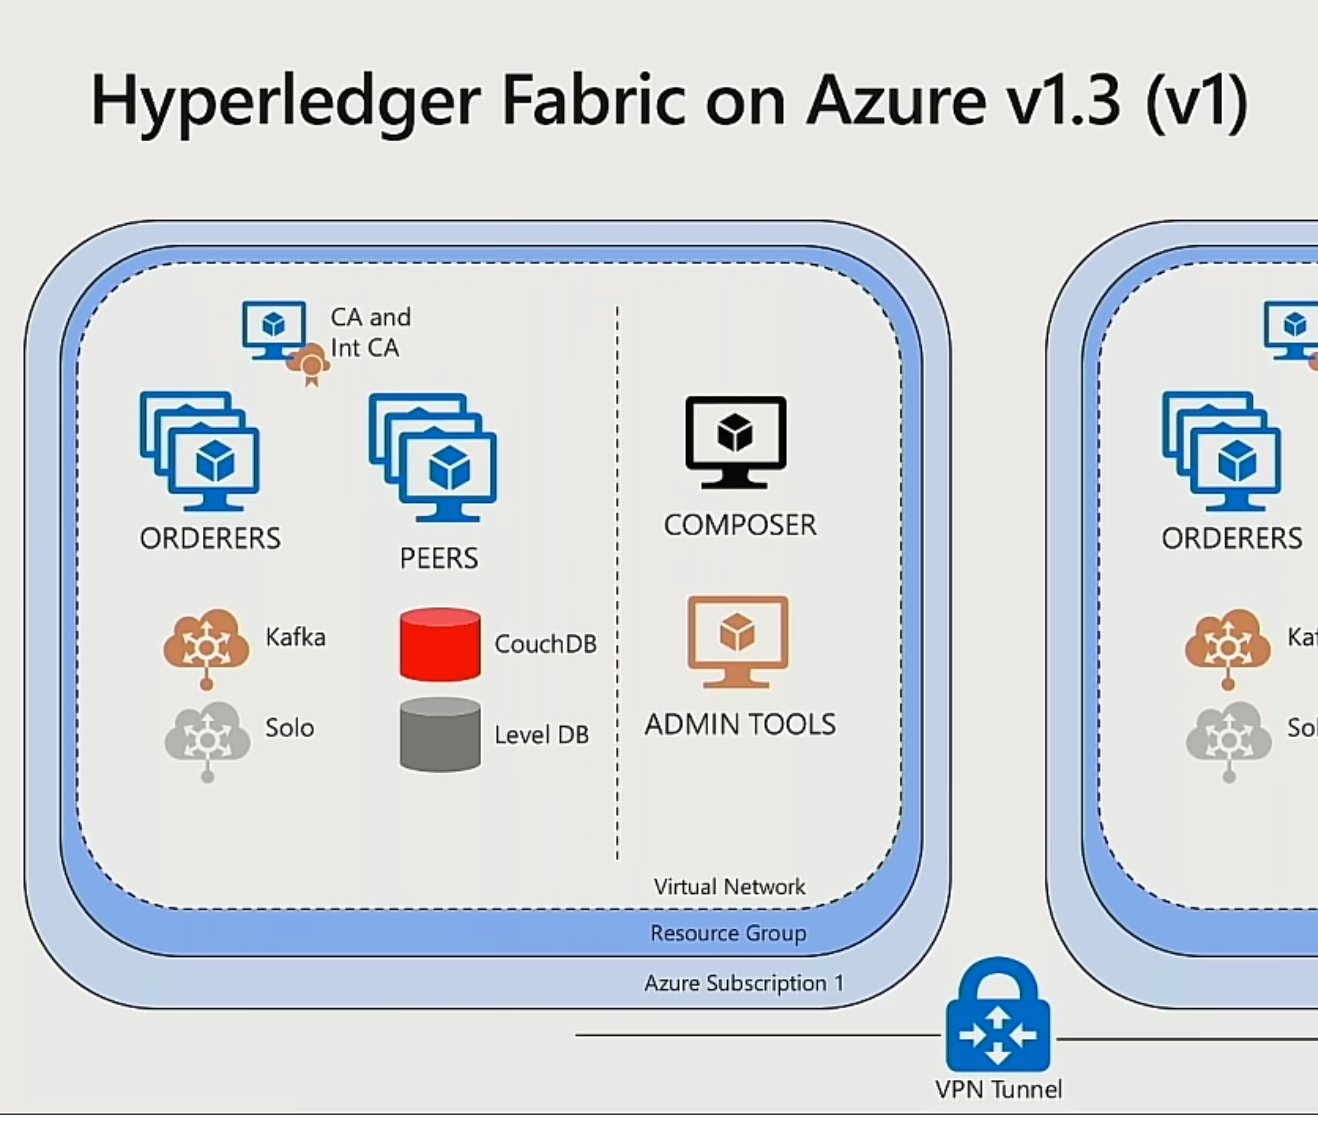 Hyperledger Fabric on Azure v1.3 (v1)
CA and
Int CA
ORDERERS
PEERS
COMPOSER
Kafka
CouchDB
Solo
Level DB
ADMIN TOOLS
Virtual Network
Resource Group
Azure Subscription 1
ORDERERS
VPN Tunnel